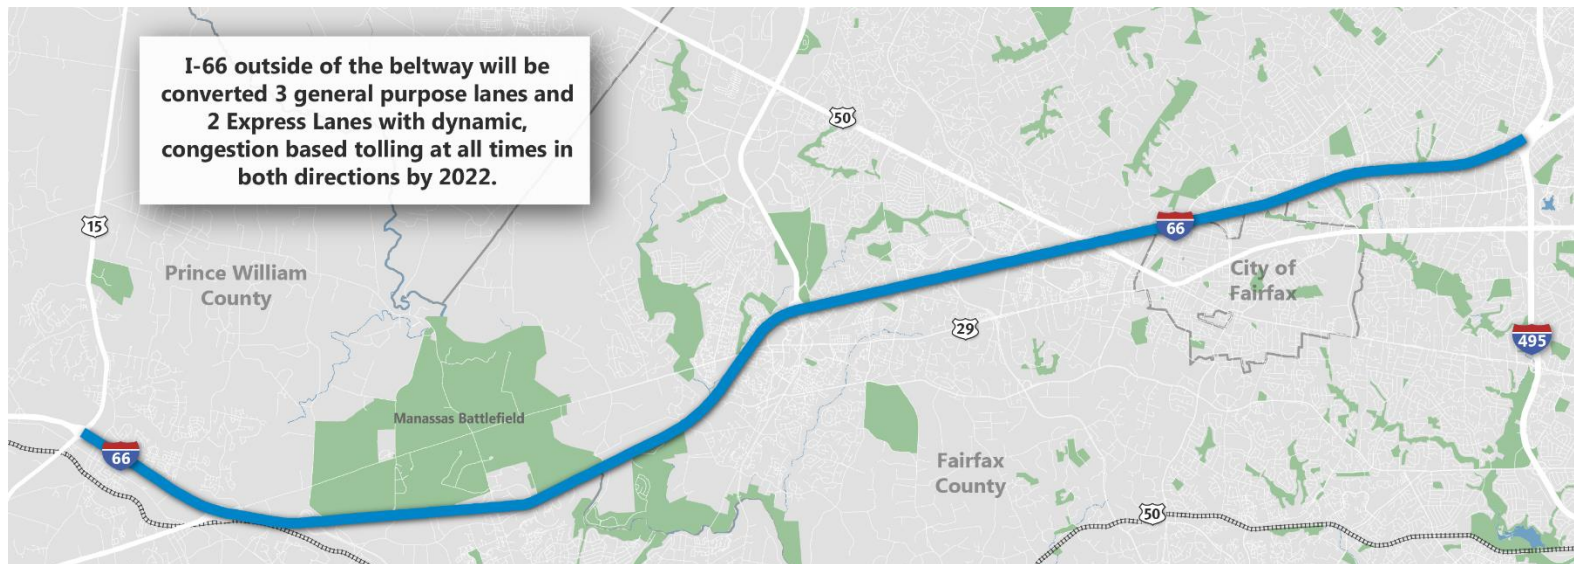 I-66 outside of the beltway will be
converted 3 general purpose lanes and
2 Express Lanes with dynamic,
congestion based tolling at all times in
both directions by 2022.
50
15
66
Prince William
County
City of
Fairfax
29
495
Manassas Battlefield
66
Fairfax
County
50